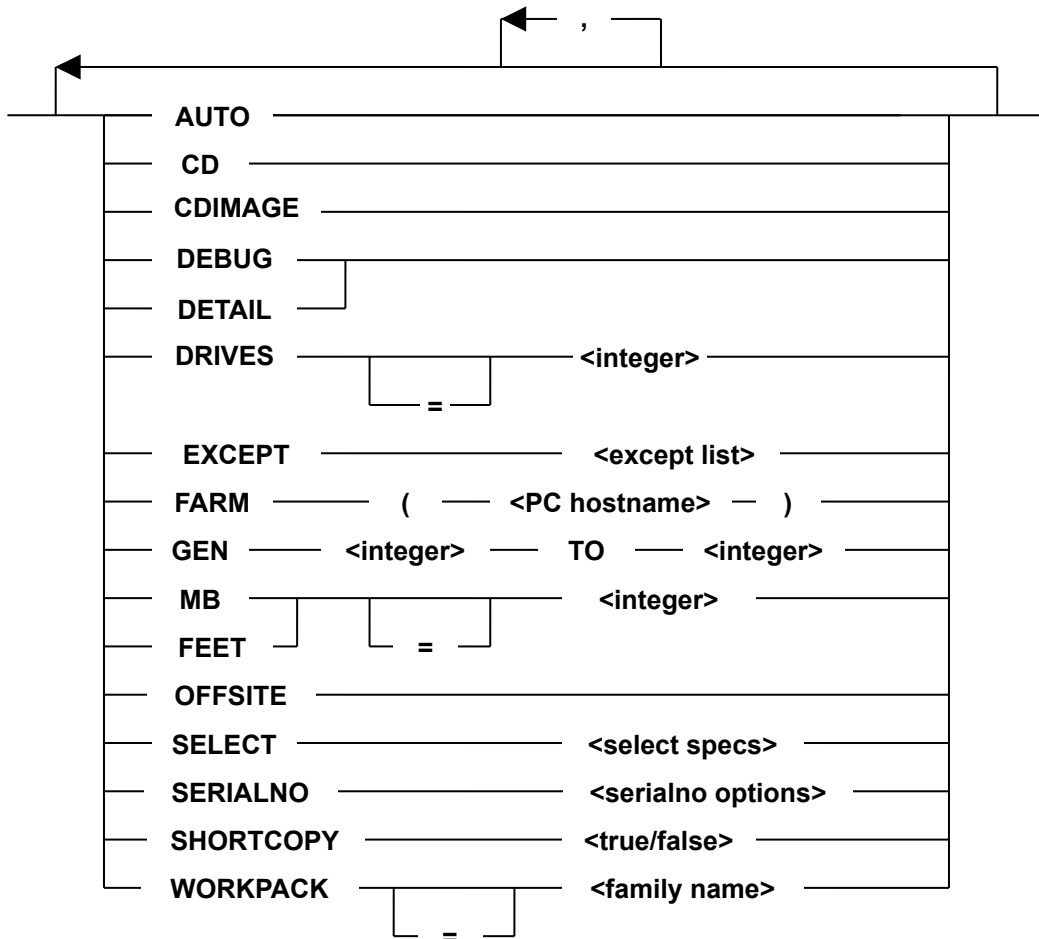 ,
AUTO
CD
CDIMAGE
DEBUG
DETAIL
DRIVES <integer>
=
EXCEPT <except list>
FARM ( <PC hostname> )
GEN <integer> TO <integer>
MB <integer>
FEET =
OFFSITE
SELECT <select specs>
SERIALNO <serialno options>
SHORTCOPY <true/false>
WORKPACK <family name>
=